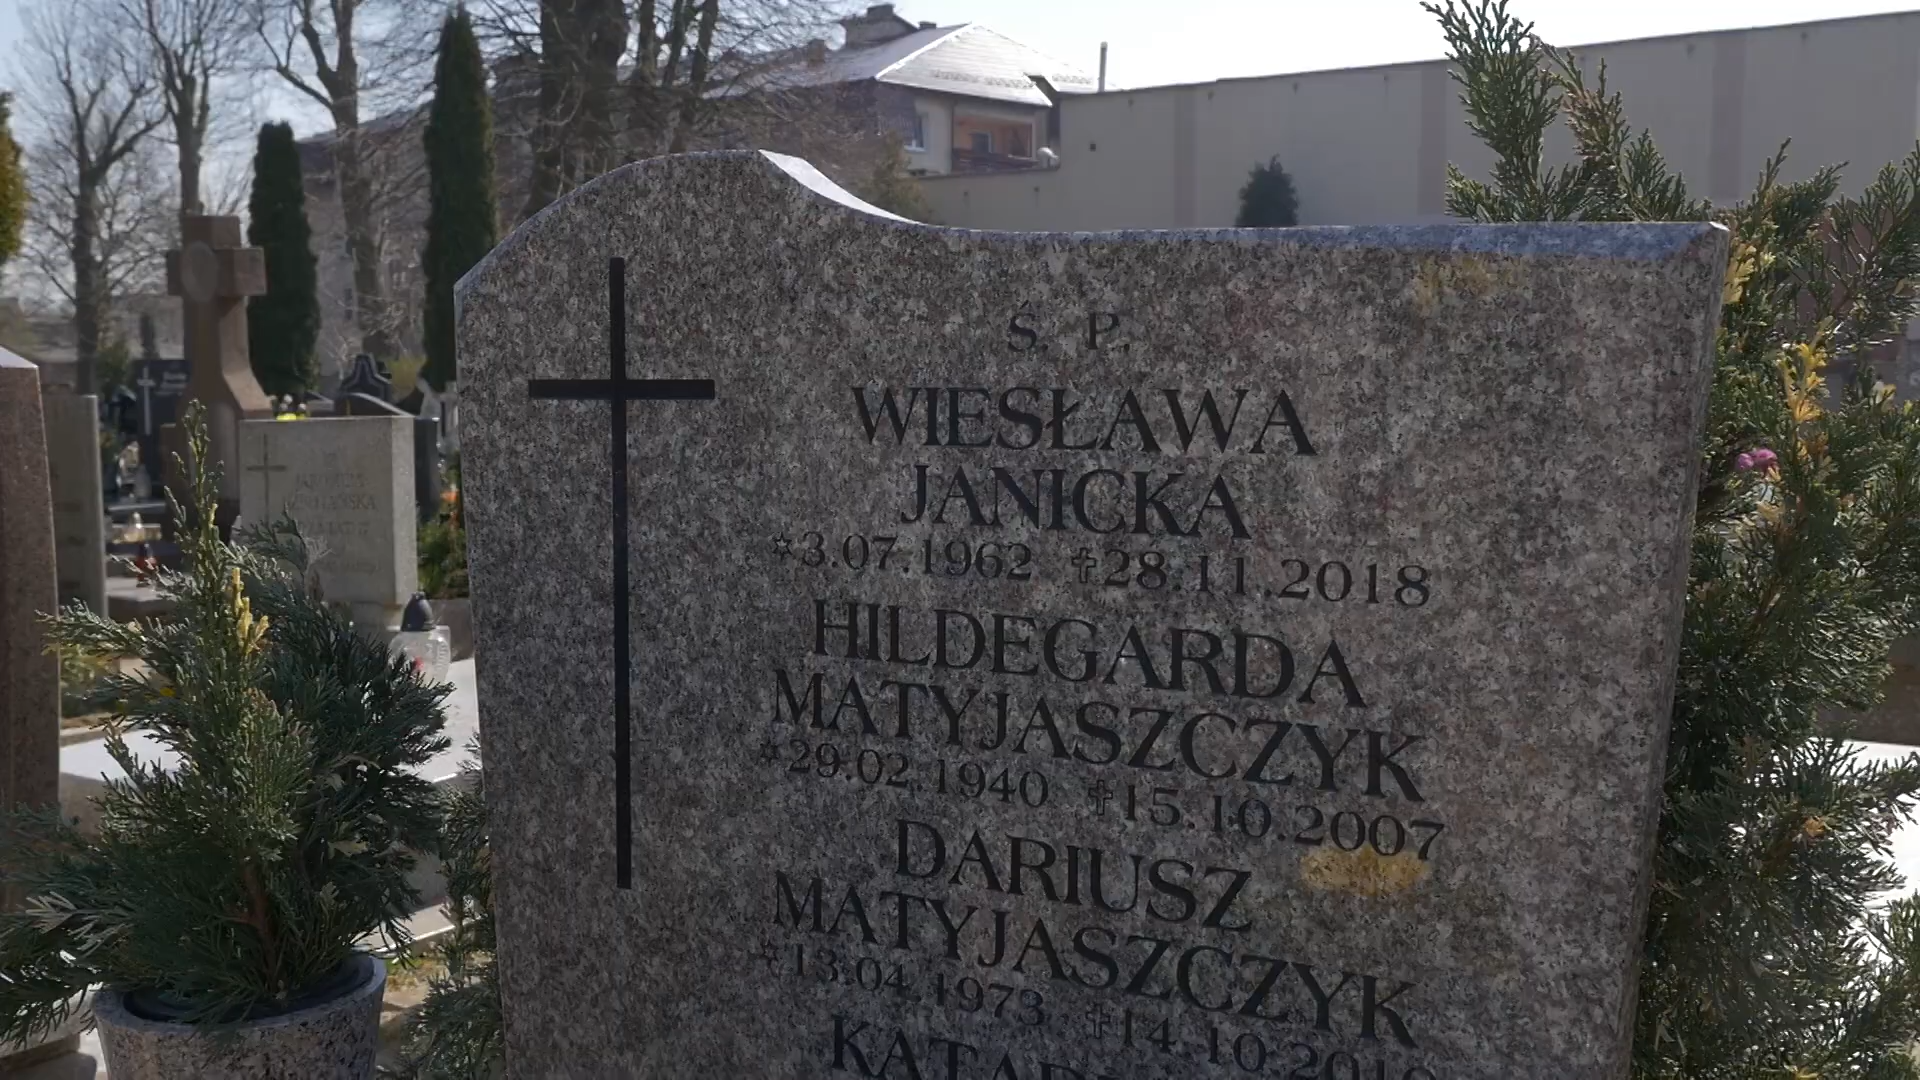 Ś. P.
WIESŁAWA
JANICKA
✡3.07.1962 ✝28.11.2018
HILDEGARDA
MATYJASZCZYK
✡29.02.1940 ✝15.10.2007
DARIUSZ
MATYJASZCZYK
✡13.04.1973 ✝14.10.2010